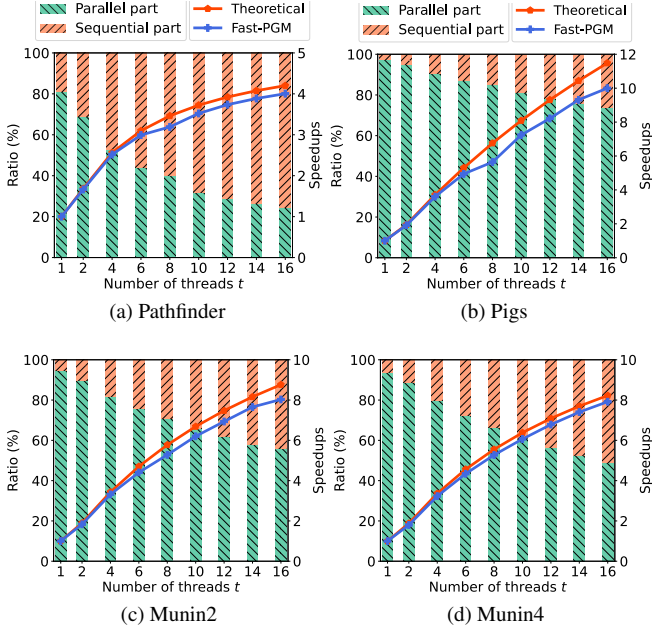 Parallel part
Sequential part
Theoretical
Fast-PGM
Parallel part
Sequential part
Theoretical
Fast-PGM
100
80
60
40
20
0
Ratio (%)
5
4
3
2
1
0
Speedups
1 2 4 6 8 10 12 14 16
Number of threads t
(a) Pathfinder
100
80
60
40
20
0
Ratio (%)
12
10
8
6
4
2
0
Speedups
1 2 4 6 8 10 12 14 16
Number of threads t
(b) Pigs
100
80
60
40
20
0
Ratio (%)
10
8
6
4
2
0
Speedups
1 2 4 6 8 10 12 14 16
Number of threads t
(c) Munin2
100
80
60
40
20
0
Ratio (%)
10
8
6
4
2
0
Speedups
1 2 4 6 8 10 12 14 16
Number of threads t
(d) Munin4